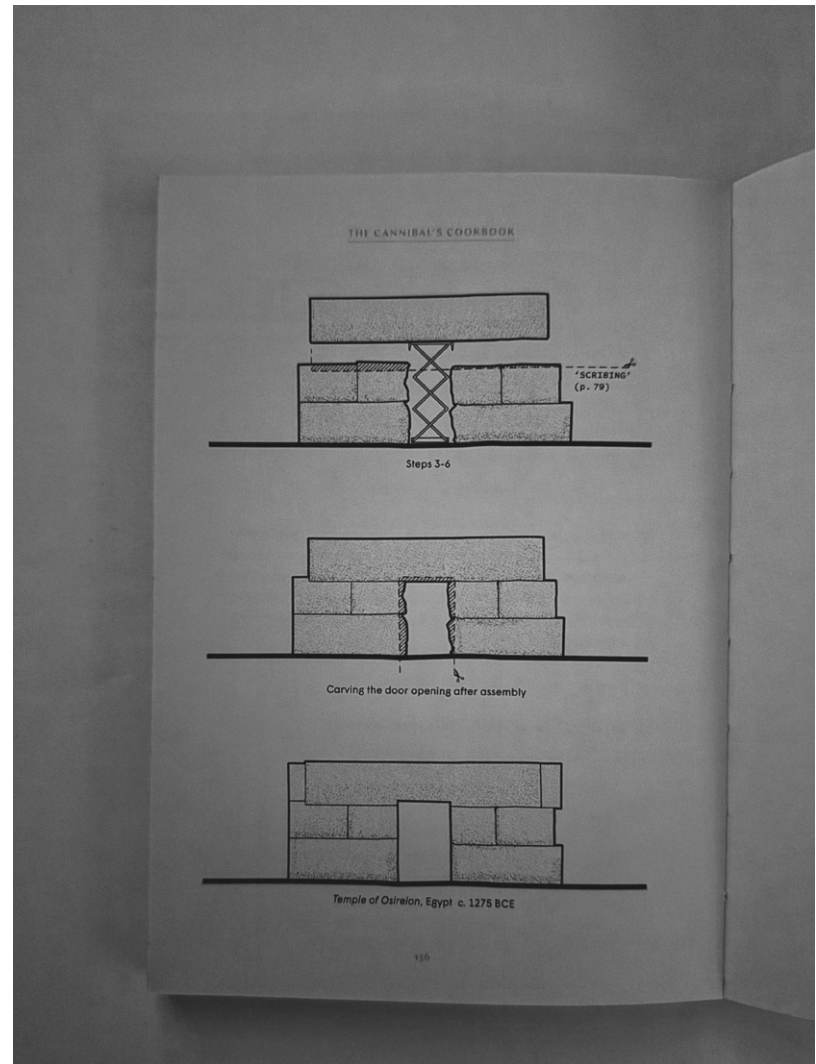 THE CANNIBAL'S COOKBOOK
'SCRIBING'
(p. 79)
Steps 3-6
Carving the door opening after assembly
Temple of Osireion, Egypt c. 1275 BCE
136